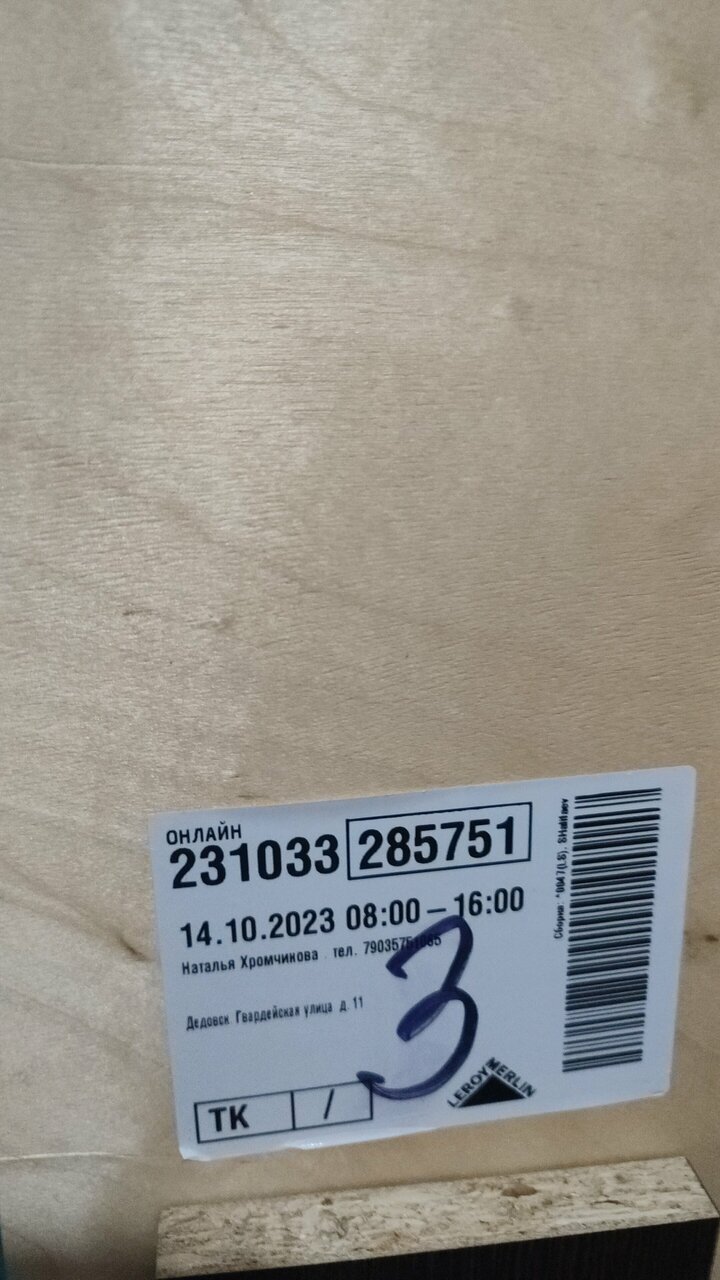 ОНЛАЙН
231033 285751
14.10.2023 08:00 – 16:00
Наталья Хромчикова тел.
Дедовск Гвардейская улица д. 11
3
ТК /
LEROY MERLIN
Сборка: